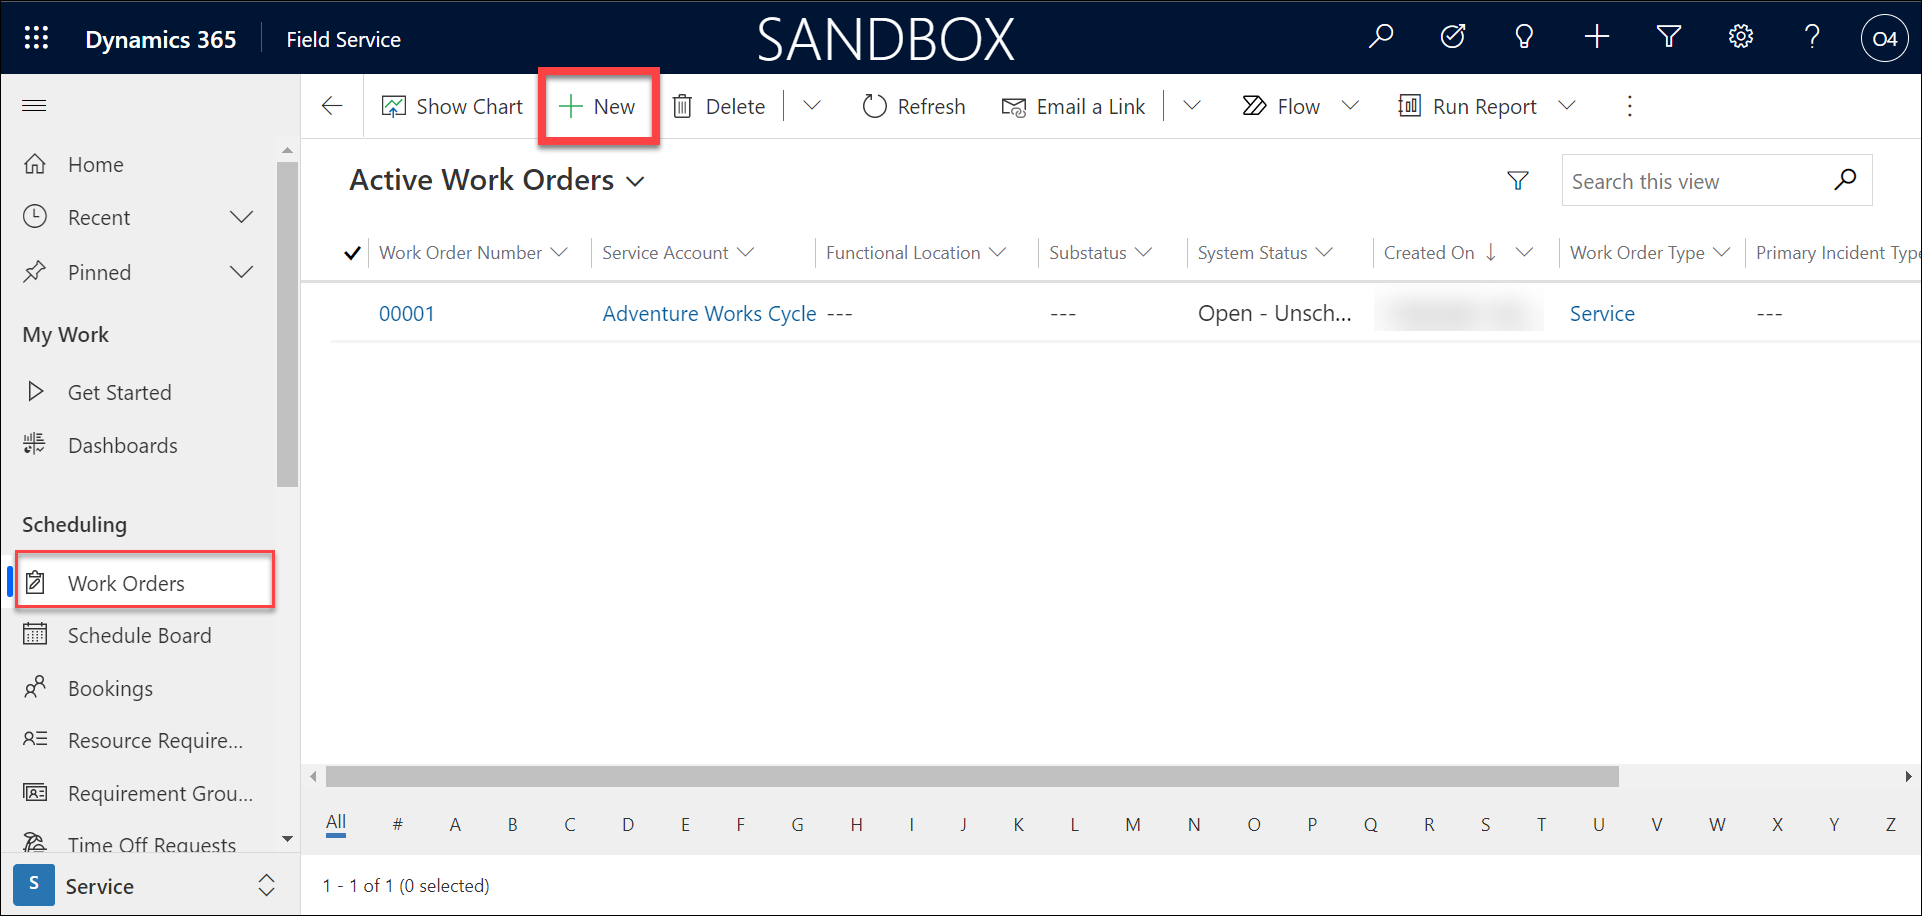 Dynamics 365 Field Service SANDBOX O4
Show Chart New Delete Refresh Email a Link Flow Run Report
Home
Recent
Pinned
My Work
Get Started
Dashboards
Scheduling
Work Orders
Schedule Board
Bookings
Resource Require...
Requirement Grou...
Time Off Requests
S Service
Active Work Orders
Search this view
Work Order Number Service Account Functional Location Substatus System Status Created On Work Order Type Primary Incident Type
00001 Adventure Works Cycle --- --- Open - Unsch... Service ---
All # A B C D E F G H I J K L M N O P Q R S T U V W X Y Z
1 - 1 of 1 (0 selected)